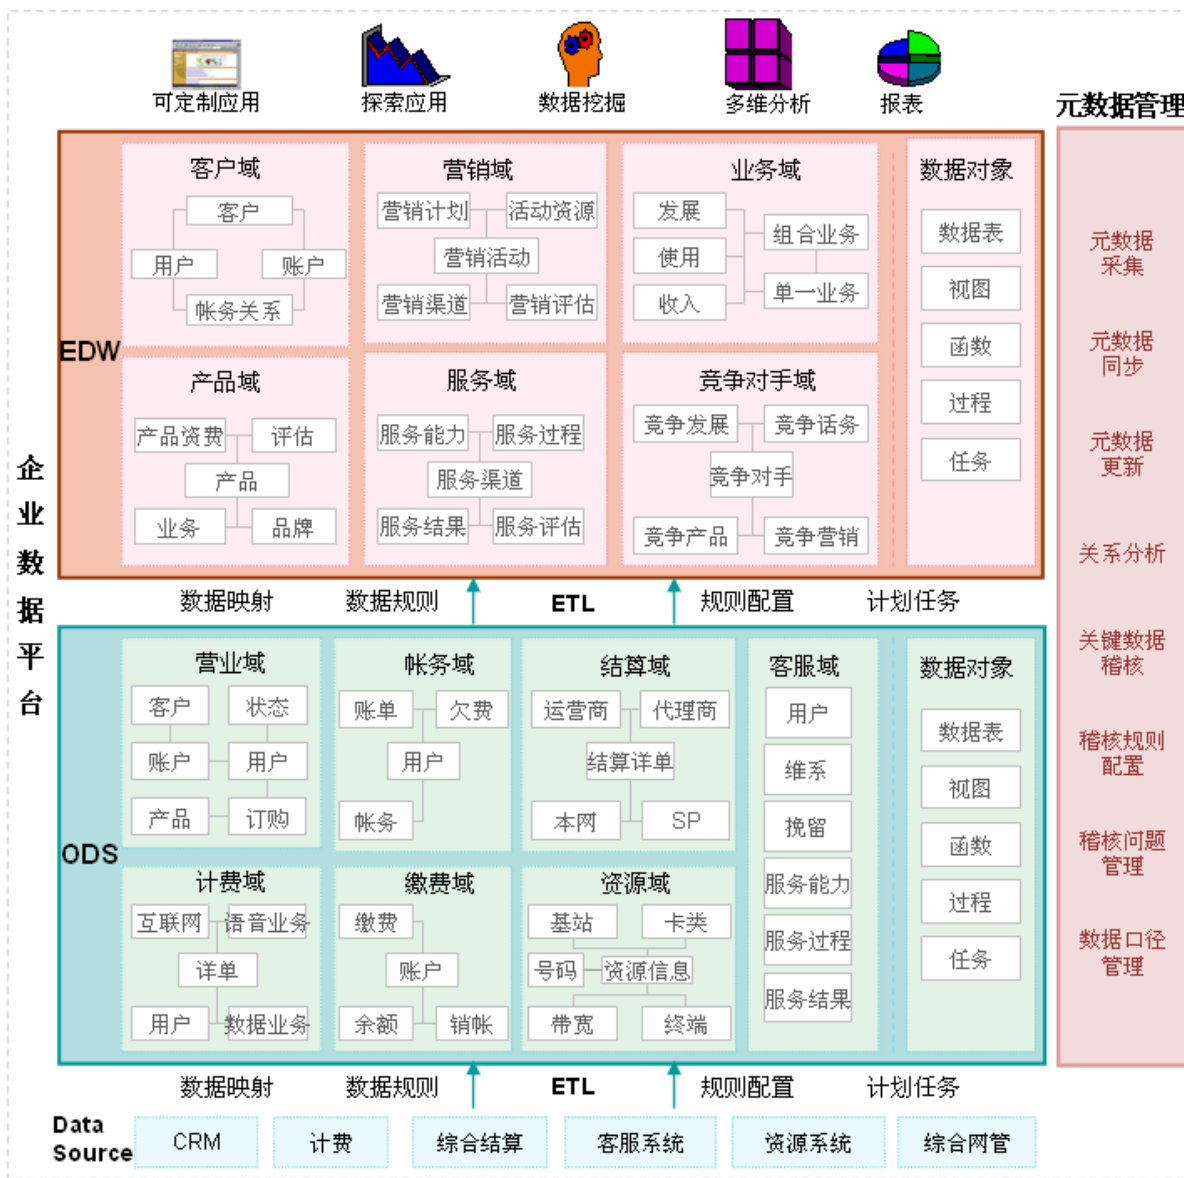 可定制应用
探索应用
数据挖掘
多维分析
报表
元数据管理
企业数据平台
EDW
客户域
客户
用户
账户
帐务关系
营销域
营销计划
活动资源
营销活动
营销渠道
营销评估
业务域
发展
使用
收入
组合业务
单一业务
数据对象
数据表
视图
函数
过程
任务
产品域
产品资费
评估
产品
业务
品牌
服务域
服务能力
服务过程
服务渠道
服务结果
服务评估
竞争对手域
竞争发展
竞争话务
竞争对手
竞争产品
竞争营销
数据映射
数据规则
ETL
规则配置
计划任务
ODS
营业域
客户
状态
账户
用户
产品
订购
帐务域
账单
欠费
用户
帐务
结算域
运营商
代理商
结算详单
本网
SP
客服域
用户
维系
挽留
服务能力
服务过程
服务结果
数据对象
数据表
视图
函数
过程
任务
计费域
互联网
语音业务
详单
用户
数据业务
缴费域
缴费
账户
余额
销帐
资源域
基站
卡类
号码
资源信息
带宽
终端
数据映射
数据规则
ETL
规则配置
计划任务
Data
Source
CRM
计费
综合结算
客服系统
资源系统
综合网管
元数据
采集
元数据
同步
元数据
更新
关系分析
关键数据
稽核
稽核规则
配置
稽核问题
管理
数据口径
管理